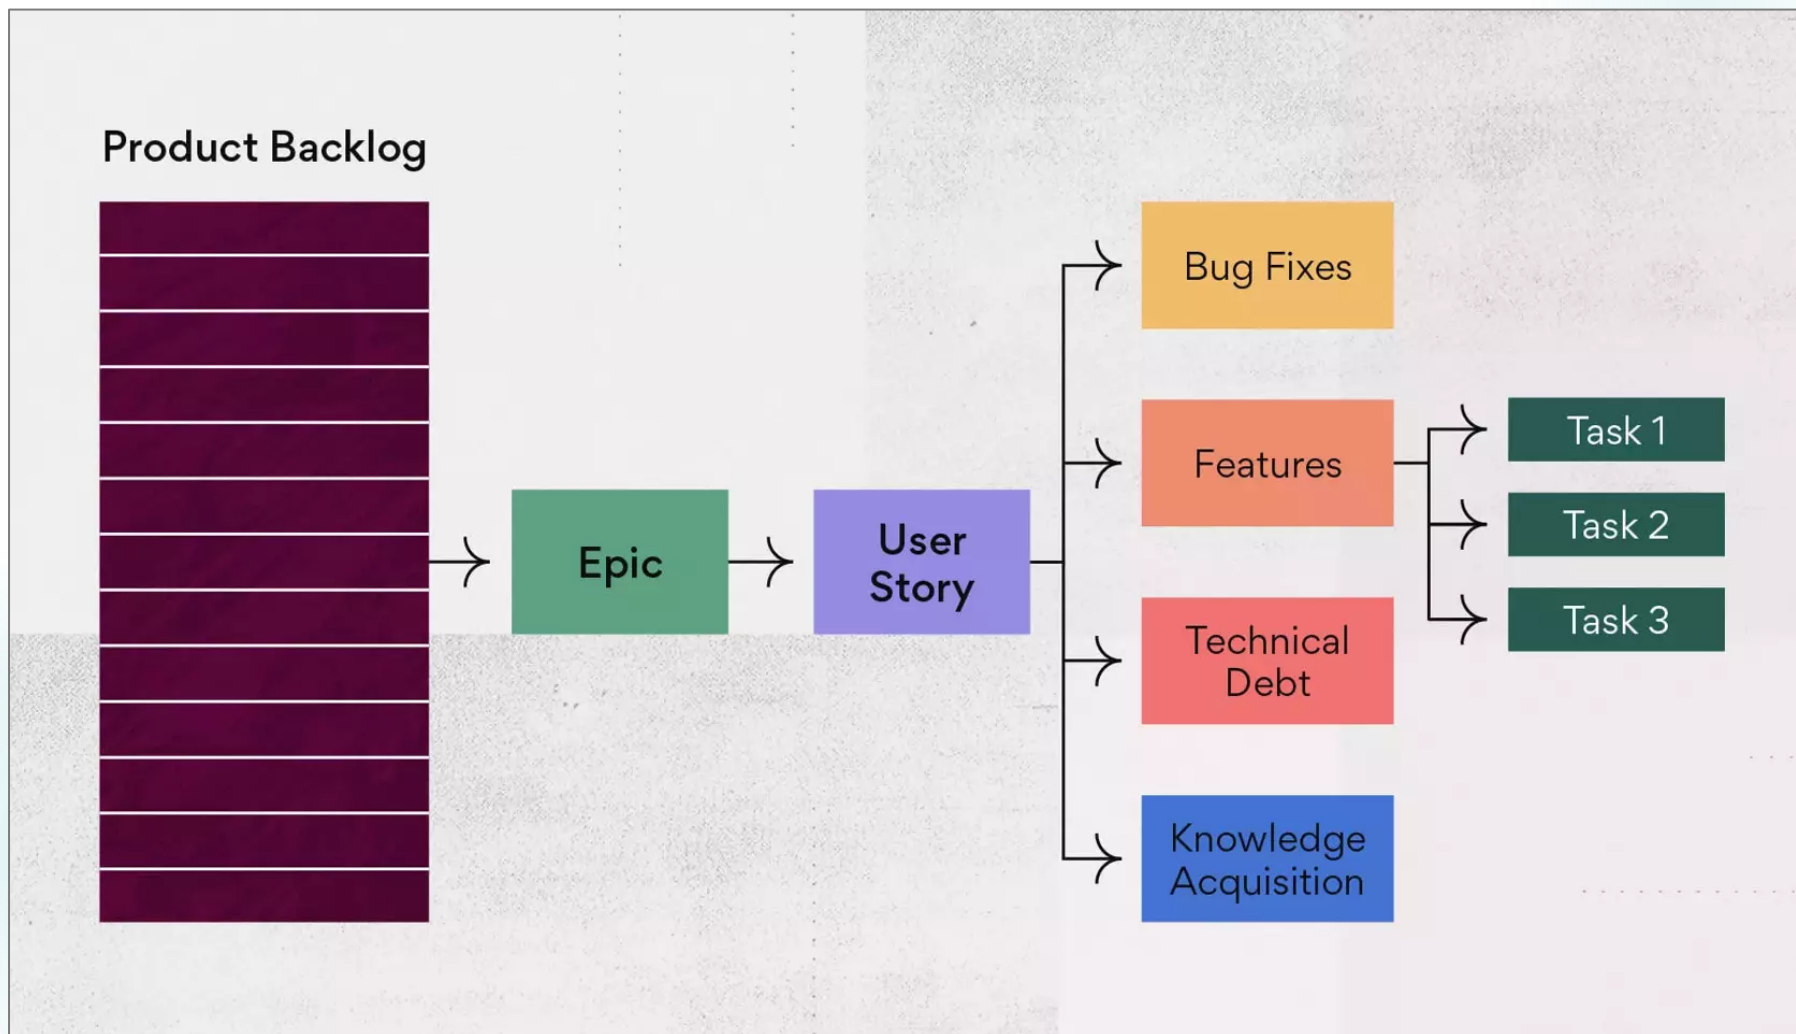 Product Backlog
Epic
User
Story
Bug Fixes
Features
Technical
Debt
Knowledge
Acquisition
Task 1
Task 2
Task 3